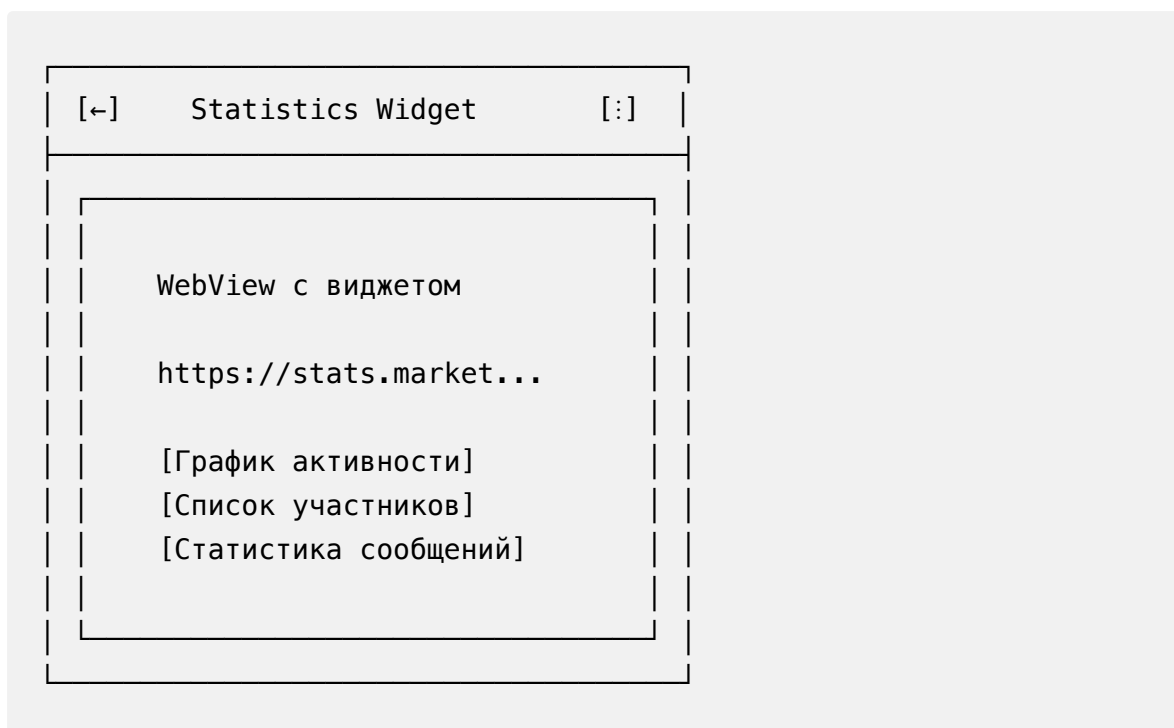 [←] Statistics Widget [⋮]
WebView с виджетом
https://stats.market...
[График активности]
[Список участников]
[Статистика сообщений]